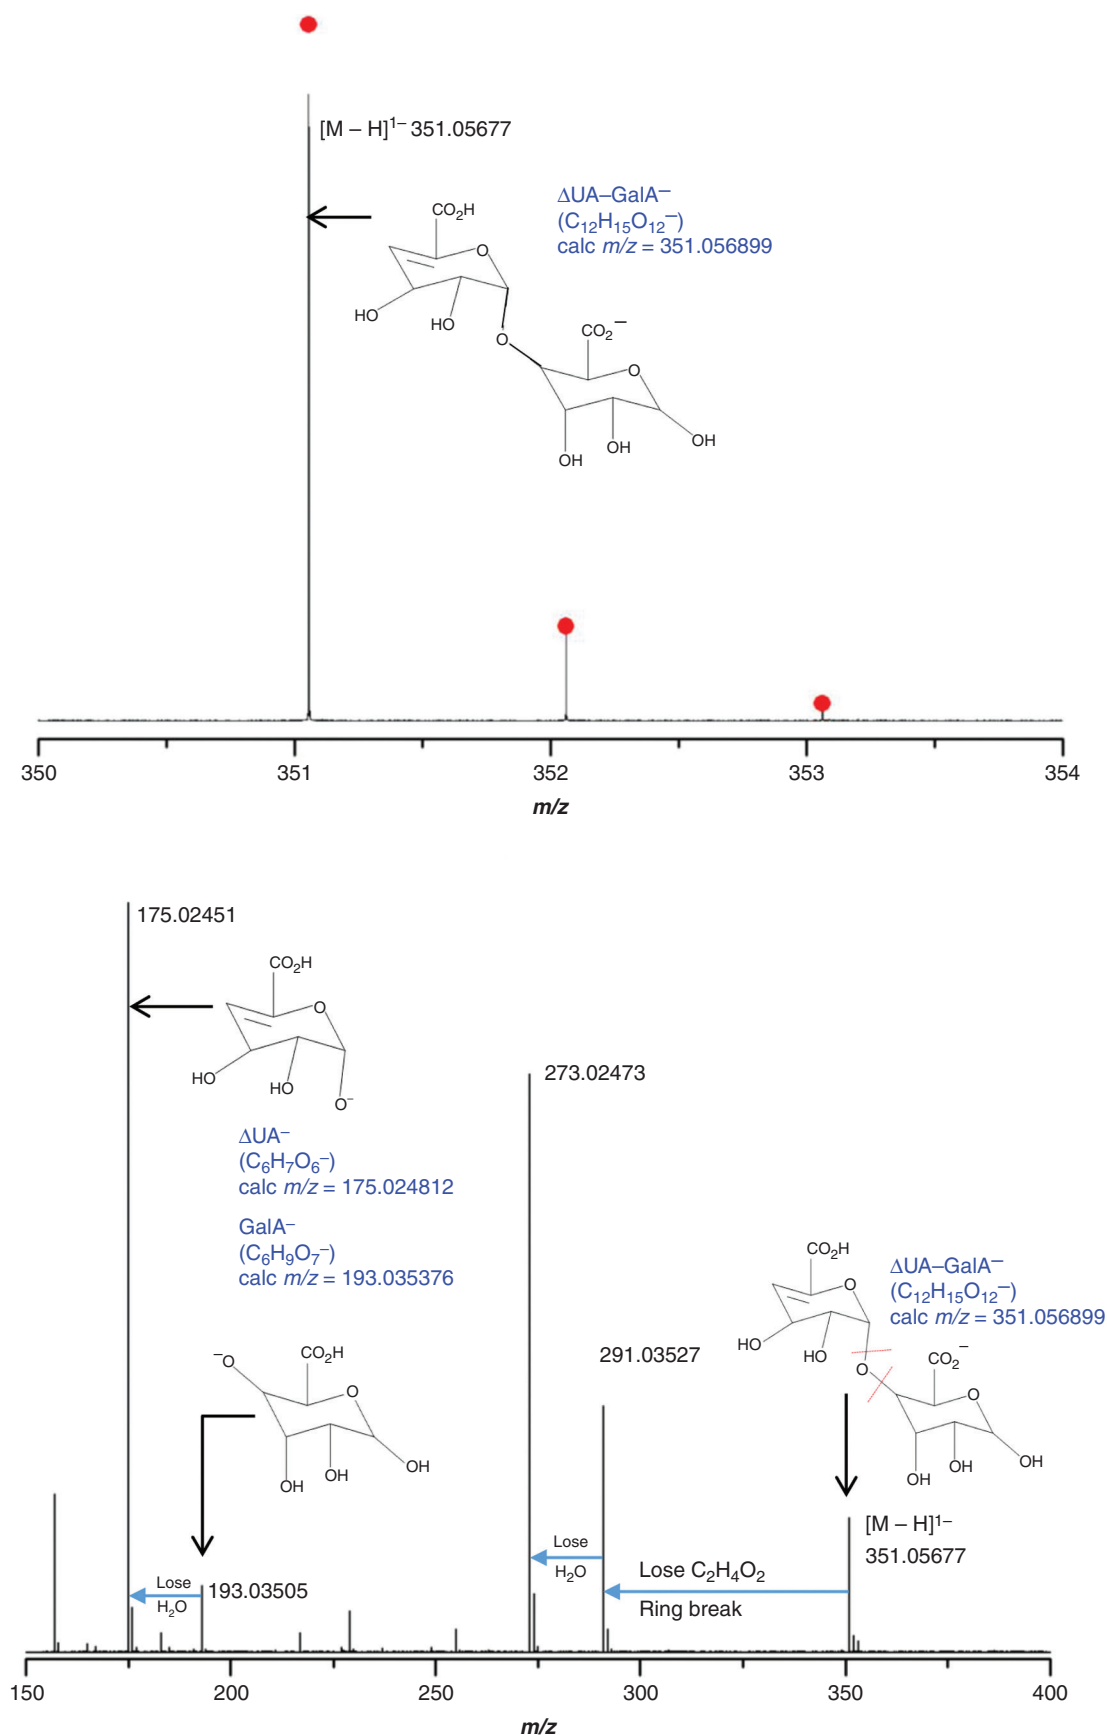 [M – H]1– 351.05677
ΔUA–GalA–
(C12H15O12–)
calc m/z = 351.056899
CO2H
O
HO
HO
O
CO2–
O
OH
OH
OH
350
351
352
353
354
m/z
175.02451
CO2H
O
HO
HO
O–
273.02473
ΔUA–
(C6H7O6–)
calc m/z = 175.024812
GalA–
(C6H9O7–)
calc m/z = 193.035376
CO2H
O
HO
HO
O
CO2–
O
OH
OH
OH
ΔUA–GalA–
(C12H15O12–)
calc m/z = 351.056899
291.03527
–O
CO2H
O
OH
OH
OH
[M – H]1–
351.05677
Lose
H2O
Lose C2H4O2
Ring break
Lose
H2O
193.03505
150
200
250
300
350
400
m/z